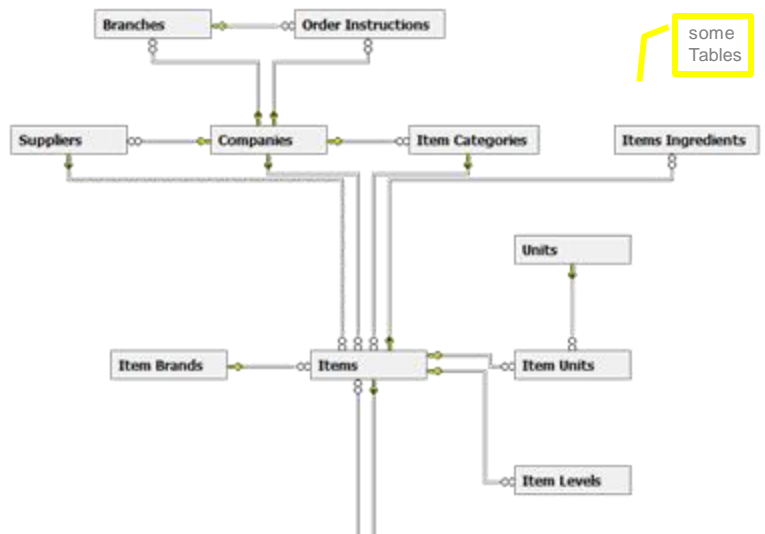 Branches
Order Instructions
some
Tables
Suppliers
Companies
Item Categories
Items Ingredients
Units
Item Brands
Items
Item Units
Item Levels